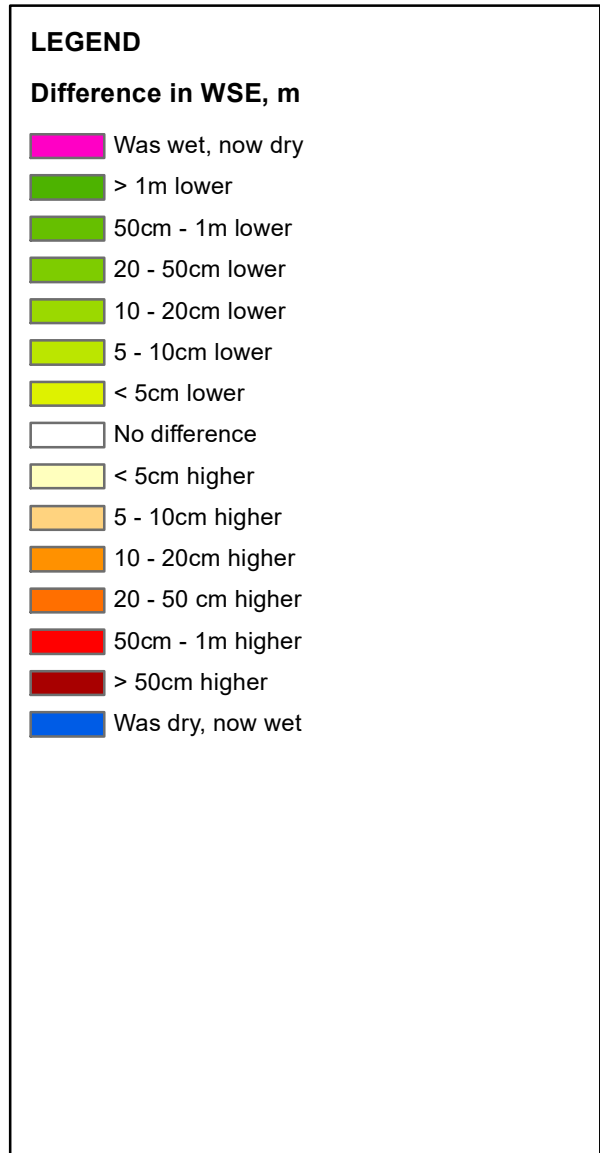 LEGEND
Difference in WSE, m
Was wet, now dry
> 1m lower
50cm - 1m lower
20 - 50cm lower
10 - 20cm lower
5 - 10cm lower
< 5cm lower
No difference
< 5cm higher
5 - 10cm higher
10 - 20cm higher
20 - 50 cm higher
50cm - 1m higher
> 50cm higher
Was dry, now wet